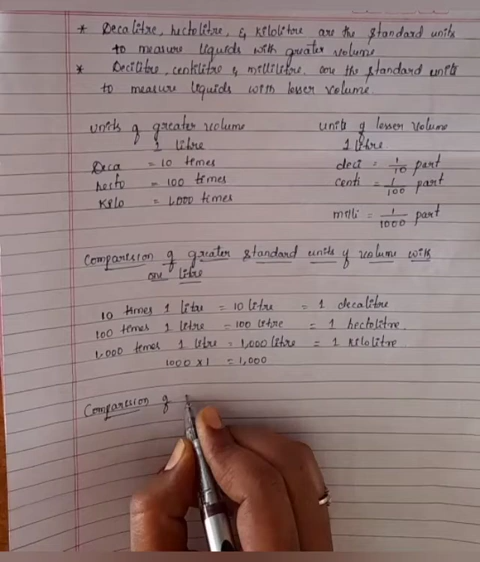 * Decalitre, hectolitre, & kilolitre are the standard units
to measure liquids with greater volume
* Decilitre, centilitre & millilitre are the standard units
to measure liquids with lesser volume.
units of greater volume
1 litre
Deca = 10 times
hecto = 100 times
Kilo = 1,000 times
units of lesser volume
1 litre
deci = 1/10 part
centi = 1/100 part
milli = 1/1000 part
Comparision of greater standard units of volume with
one litre
10 times 1 litre = 10 litre = 1 decalitre
100 times 1 litre = 100 litre = 1 hectolitre.
1,000 times 1 litre = 1,000 litre = 1 kilolitre
1000 x 1 = 1,000
Comparision of